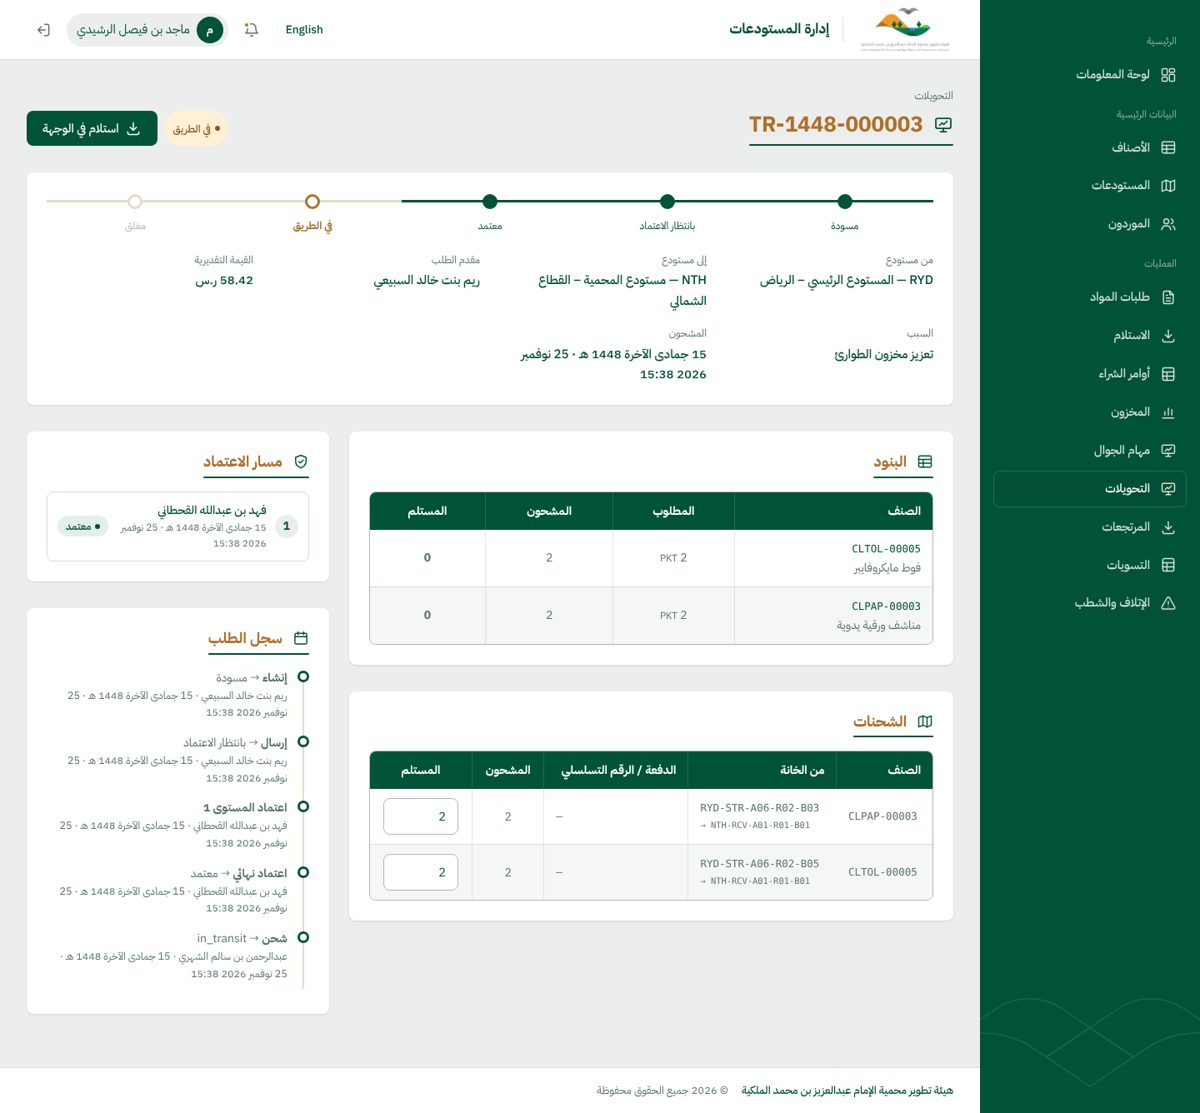 إدارة المستودعات
English
ماجد بن فيصل الرشيدي
م
الرئيسية
لوحة المعلومات
البيانات الرئيسية
الأصناف
المستودعات
الموردون
العمليات
طلبات المواد
الاستلام
أوامر الشراء
المخزون
مهام الجوال
التحويلات
المرتجعات
التسويات
الإتلاف والشطب
التحويلات
TR-1448-000003
في الطريق
استلام في الوجهة
مسودة
بانتظار الاعتماد
معتمد
في الطريق
مغلق
من مستودع
RYD — المستودع الرئيسي – الرياض
إلى مستودع
NTH — مستودع المحمية – القطاع
الشمالي
مقدم الطلب
ريم بنت خالد السبيعي
القيمة التقديرية
58.42 ر.س
السبب
تعزيز مخزون الطوارئ
المشحون
15 جمادى الآخرة 1448 هـ · 25 نوفمبر
2026 15:38
البنود
الصنف
المطلوب
المشحون
المستلم
CLTOL-00005
فوط مايكروفايبر
2 PKT
2
0
CLPAP-00003
مناشف ورقية يدوية
2 PKT
2
0
الشحنات
الصنف
من الخانة
الدفعة / الرقم التسلسلي
المشحون
المستلم
CLPAP-00003
RYD-STR-A06-R02-B03
→ NTH-RCV-A01-R01-B01
—
2
2
CLTOL-00005
RYD-STR-A06-R02-B05
→ NTH-RCV-A01-R01-B01
—
2
2
مسار الاعتماد
1
فهد بن عبدالله القحطاني
15 جمادى الآخرة 1448 هـ · 25 نوفمبر
2026 15:38
معتمد
سجل الطلب
إنشاء → مسودة
ريم بنت خالد السبيعي · 15 جمادى الآخرة 1448 هـ · 25
نوفمبر 2026 15:38
إرسال → بانتظار الاعتماد
ريم بنت خالد السبيعي · 15 جمادى الآخرة 1448 هـ · 25
نوفمبر 2026 15:38
اعتماد المستوى 1
فهد بن عبدالله القحطاني · 15 جمادى الآخرة 1448 هـ · 25
نوفمبر 2026 15:38
اعتماد نهائي → معتمد
فهد بن عبدالله القحطاني · 15 جمادى الآخرة 1448 هـ · 25
نوفمبر 2026 15:38
شحن → in_transit
عبدالرحمن بن سالم الشهري · 15 جمادى الآخرة 1448 هـ ·
25 نوفمبر 2026 15:38
هيئة تطوير محمية الإمام عبدالعزيز بن محمد الملكية © 2026 جميع الحقوق محفوظة